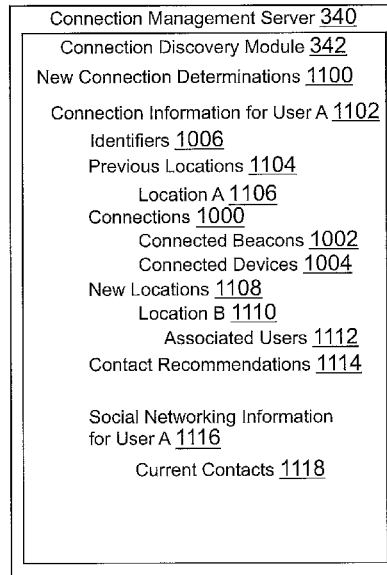 Connection Management Server 340
Connection Discovery Module 342
New Connection Determinations 1100
Connection Information for User A 1102
Identifiers 1006
Previous Locations 1104
Location A 1106
Connections 1000
Connected Beacons 1002
Connected Devices 1004
New Locations 1108
Location B 1110
Associated Users 1112
Contact Recommendations 1114
Social Networking Information
for User A 1116
Current Contacts 1118